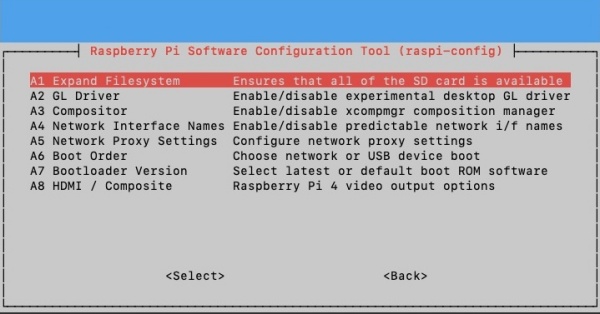 Raspberry Pi Software Configuration Tool (raspi-config)
A1 Expand Filesystem Ensures that all of the SD card is available
A2 GL Driver Enable/disable experimental desktop GL driver
A3 Compositor Enable/disable xcompmgr composition manager
A4 Network Interface Names Enable/disable predictable network i/f names
A5 Network Proxy Settings Configure network proxy settings
A6 Boot Order Choose network or USB device boot
A7 Bootloader Version Select latest or default boot ROM software
A8 HDMI / Composite Raspberry Pi 4 video output options
<Select> <Back>